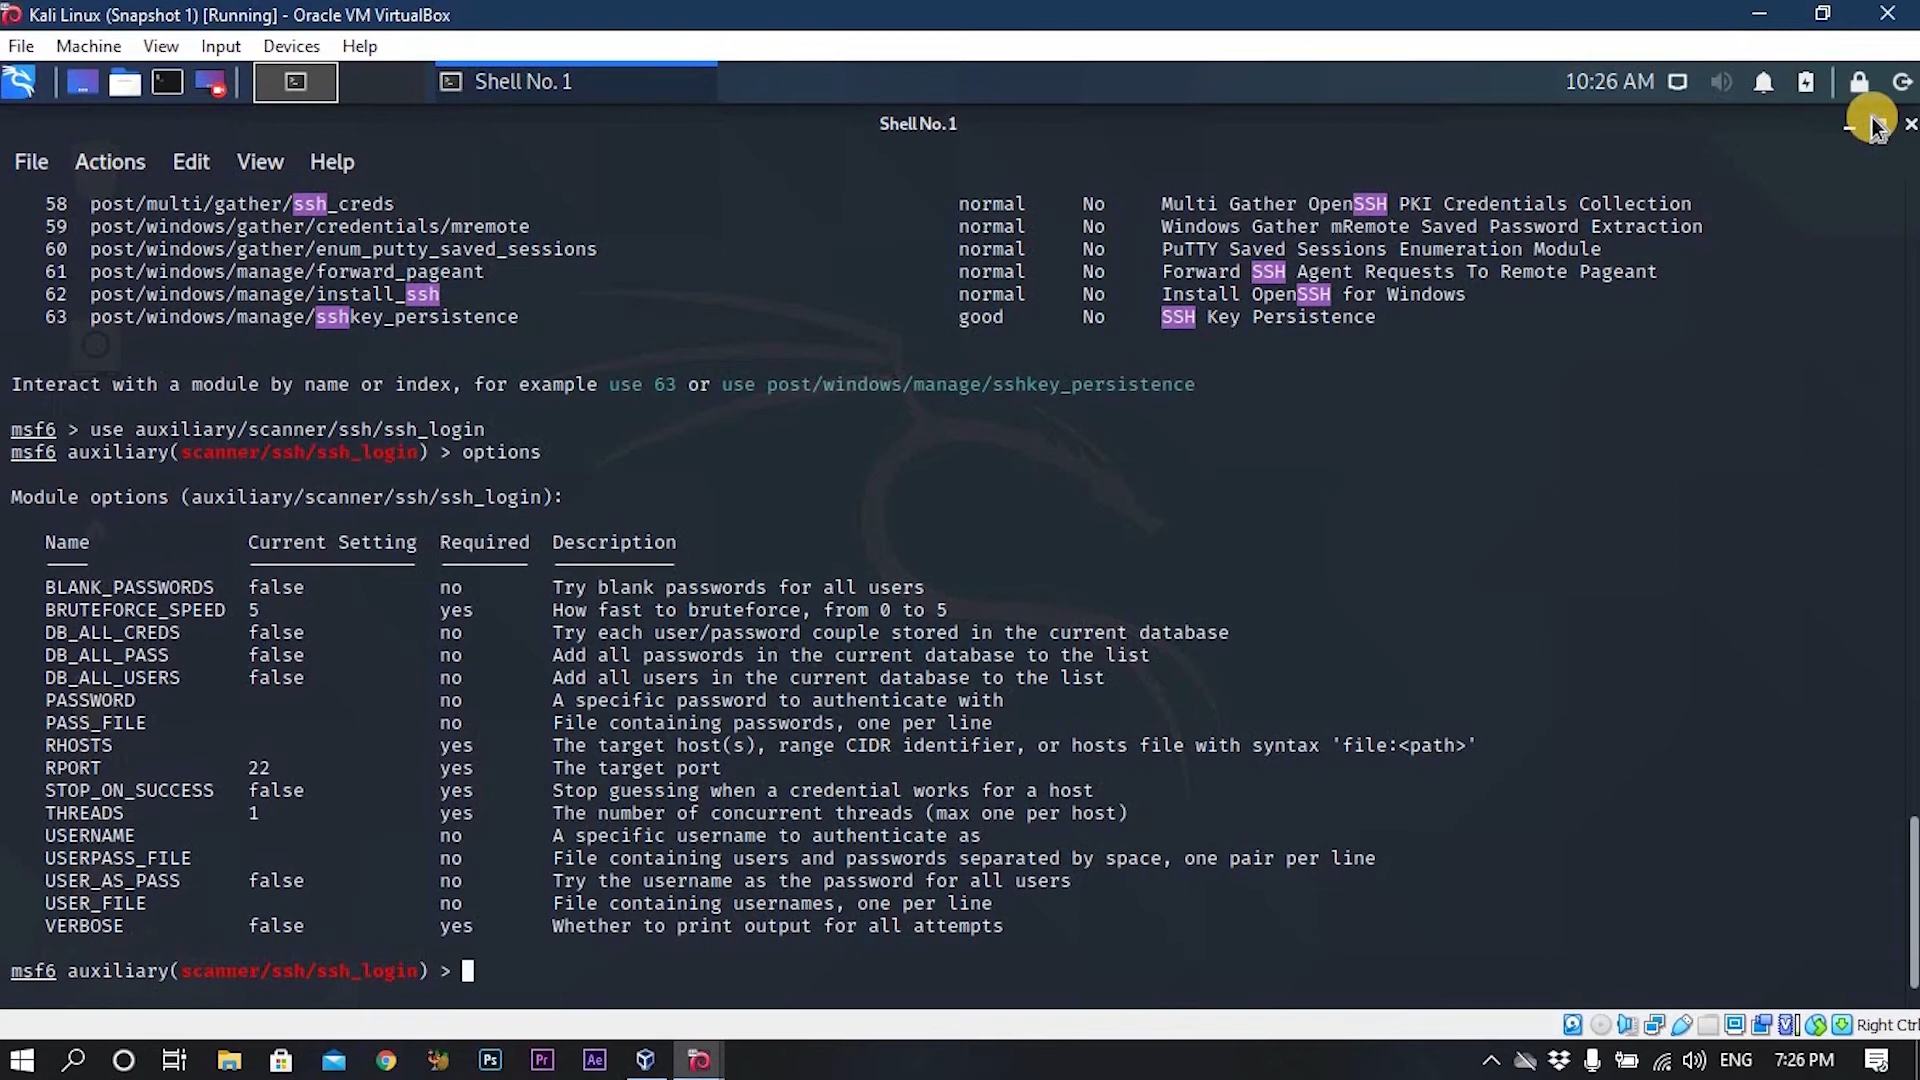 Kali Linux (Snapshot 1) [Running] - Oracle VM VirtualBox
File Machine View Input Devices Help
Shell No. 1 10:26 AM
Shell No. 1
File Actions Edit View Help
58 post/multi/gather/ssh_creds normal No Multi Gather OpenSSH PKI Credentials Collection
59 post/windows/gather/credentials/mremote normal No Windows Gather mRemote Saved Password Extraction
60 post/windows/gather/enum_putty_saved_sessions normal No PuTTY Saved Sessions Enumeration Module
61 post/windows/manage/forward_pageant normal No Forward SSH Agent Requests To Remote Pageant
62 post/windows/manage/install_ssh normal No Install OpenSSH for Windows
63 post/windows/manage/sshkey_persistence good No SSH Key Persistence
Interact with a module by name or index, for example use 63 or use post/windows/manage/sshkey_persistence
msf6 > use auxiliary/scanner/ssh/ssh_login
msf6 auxiliary(scanner/ssh/ssh_login) > options
Module options (auxiliary/scanner/ssh/ssh_login):
Name Current Setting Required Description
BLANK_PASSWORDS false no Try blank passwords for all users
BRUTEFORCE_SPEED 5 yes How fast to bruteforce, from 0 to 5
DB_ALL_CREDS false no Try each user/password couple stored in the current database
DB_ALL_PASS false no Add all passwords in the current database to the list
DB_ALL_USERS false no Add all users in the current database to the list
PASSWORD no A specific password to authenticate with
PASS_FILE no File containing passwords, one per line
RHOSTS yes The target host(s), range CIDR identifier, or hosts file with syntax 'file:<path>'
RPORT 22 yes The target port
STOP_ON_SUCCESS false yes Stop guessing when a credential works for a host
THREADS 1 yes The number of concurrent threads (max one per host)
USERNAME no A specific username to authenticate as
USERPASS_FILE no File containing users and passwords separated by space, one pair per line
USER_AS_PASS false no Try the username as the password for all users
USER_FILE no File containing usernames, one per line
VERBOSE false yes Whether to print output for all attempts
msf6 auxiliary(scanner/ssh/ssh_login) >
Right Ctrl
Ps Pr Ae ENG 7:26 PM